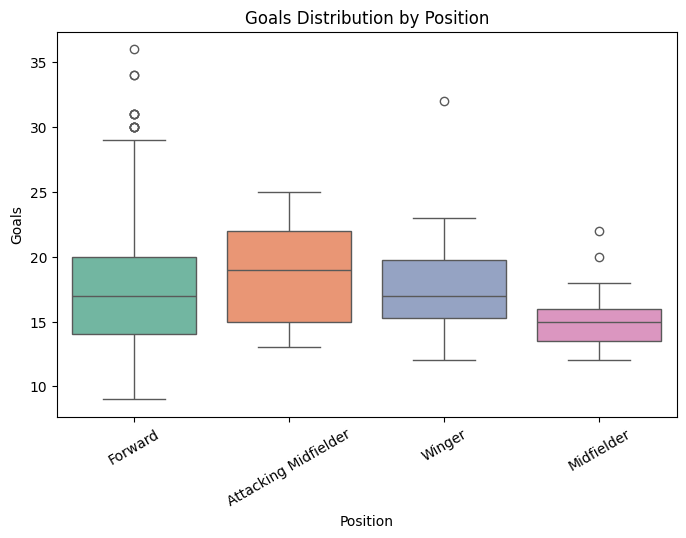 Goals Distribution by Position
Goals
35
30
25
20
15
10
Forward
Attacking Midfielder
Winger
Midfielder
Position